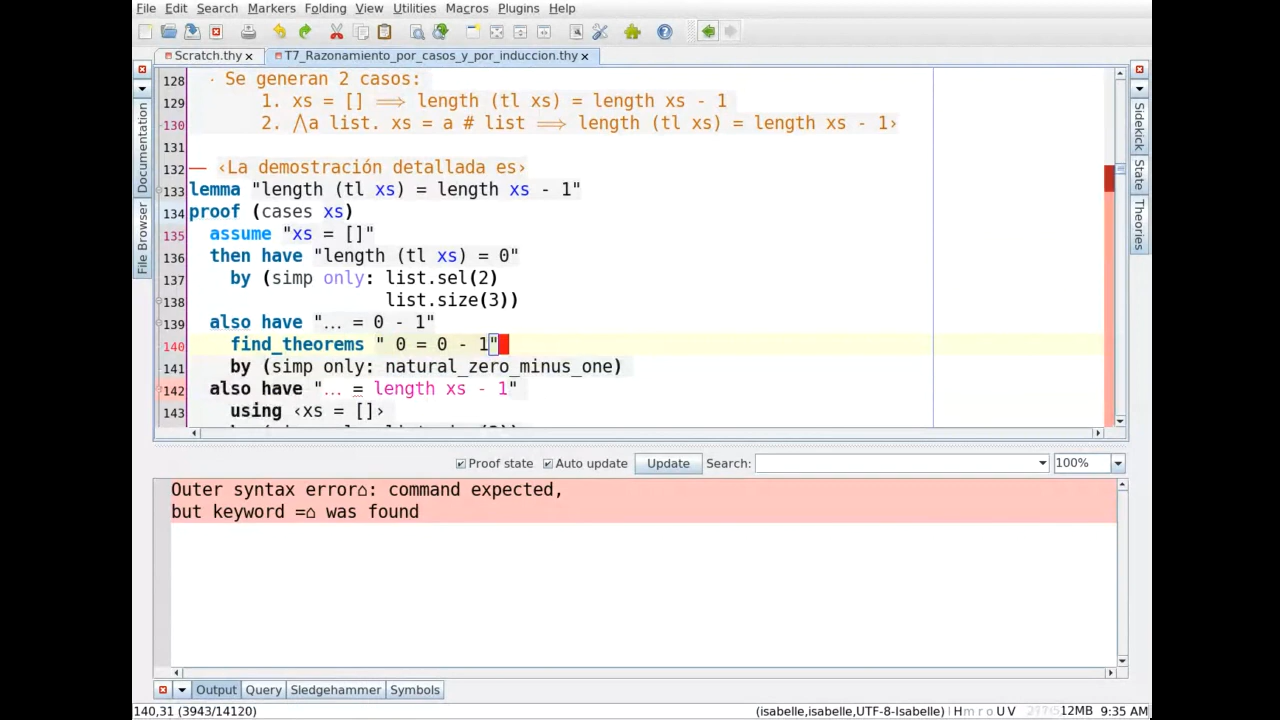 File Edit Search Markers Folding View Utilities Macros Plugins Help
Scratch.thy T7_Razonamiento_por_casos_y_por_induccion.thy
128 · Se generan 2 casos:
129 1. xs = [] ⟹ length (tl xs) = length xs - 1
130 2. ⋀a list. xs = a # list ⟹ length (tl xs) = length xs - 1›
131
132 — ‹La demostración detallada es›
133 lemma "length (tl xs) = length xs - 1"
134 proof (cases xs)
135 assume "xs = []"
136 then have "length (tl xs) = 0"
137 by (simp only: list.sel(2)
138 list.size(3))
139 also have "… = 0 - 1"
140 find_theorems " 0 = 0 - 1"
141 by (simp only: natural_zero_minus_one)
142 also have "… = length xs - 1"
143 using ‹xs = []›
Documentation
File Browser
Sidekick
State
Theories
Proof state Auto update Update Search: 100%
Outer syntax error⌂: command expected,
but keyword =⌂ was found
Output Query Sledgehammer Symbols
140,31 (3943/14120) (isabelle,isabelle,UTF-8-Isabelle) H m r o U V 12MB 9:35 AM